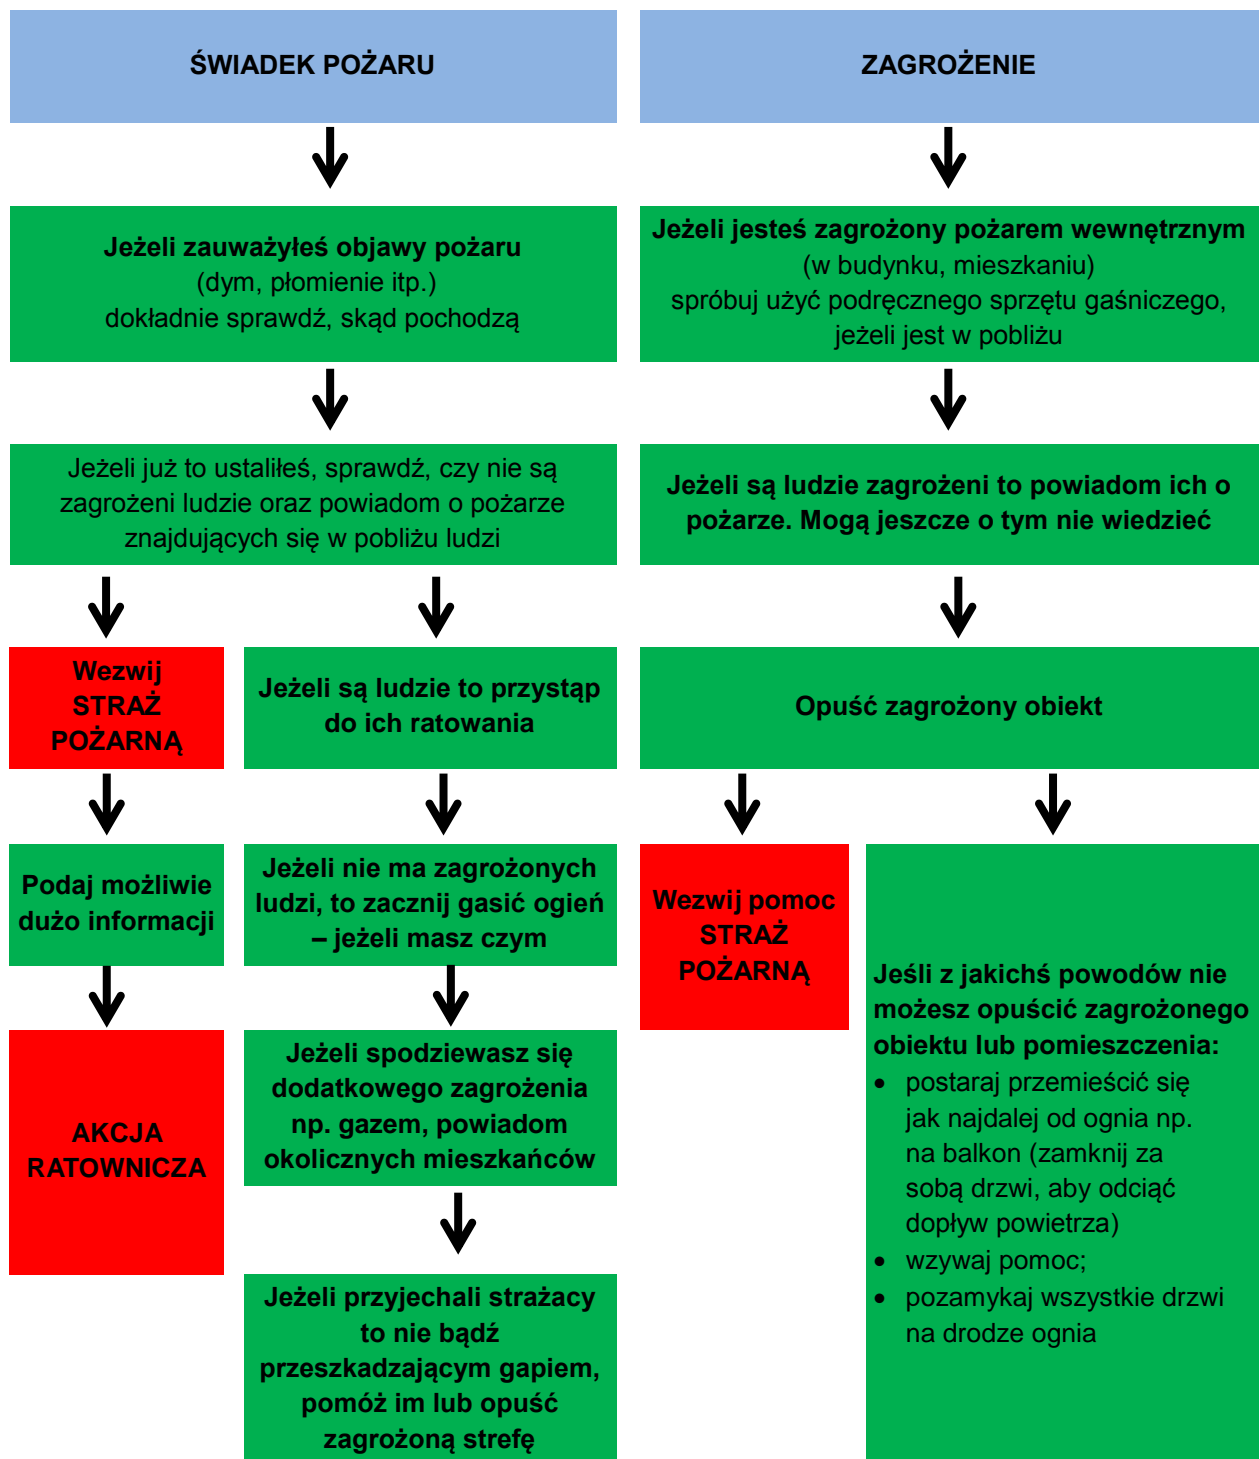 ŚWIADEK POŻARU
Jeżeli zauważyłeś objawy pożaru
(dym, płomienie itp.)
dokładnie sprawdź, skąd pochodzą
Jeżeli już to ustaliłeś, sprawdź, czy nie są
zagrożeni ludzie oraz powiadom o pożarze
znajdujących się w pobliżu ludzi
Wezwij
STRAŻ
POŻARNĄ
Podaj możliwie
dużo informacji
AKCJA
RATOWNICZA
Jeżeli są ludzie to przystąp
do ich ratowania
Jeżeli nie ma zagrożonych
ludzi, to zacznij gasić ogień
– jeżeli masz czym
Jeżeli spodziewasz się
dodatkowego zagrożenia
np. gazem, powiadom
okolicznych mieszkańców
Jeżeli przyjechali strażacy
to nie bądź
przeszkadzającym gapiem,
pomóż im lub opuść
zagrożoną strefę
ZAGROŻENIE
Jeżeli jesteś zagrożony pożarem wewnętrznym
(w budynku, mieszkaniu)
spróbuj użyć podręcznego sprzętu gaśniczego,
jeżeli jest w pobliżu
Jeżeli są ludzie zagrożeni to powiadom ich o
pożarze. Mogą jeszcze o tym nie wiedzieć
Opuść zagrożony obiekt
Wezwij pomoc
STRAŻ
POŻARNĄ
Jeśli z jakichś powodów nie
możesz opuścić zagrożonego
obiektu lub pomieszczenia:
• postaraj przemieścić się
jak najdalej od ognia np.
na balkon (zamknij za
sobą drzwi, aby odciąć
dopływ powietrza)
• wzywaj pomoc;
• pozamykaj wszystkie drzwi
na drodze ognia